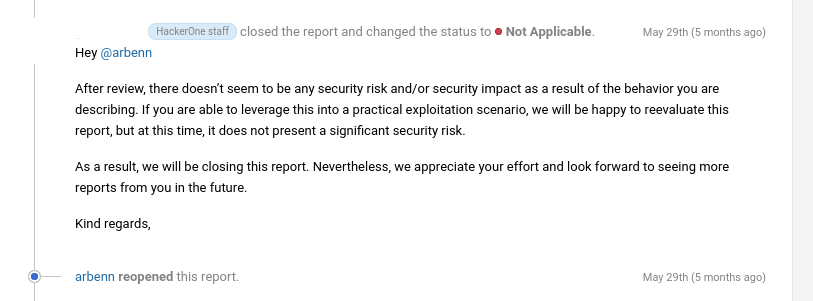 HackerOne staff closed the report and changed the status to Not Applicable. May 29th (5 months ago)
Hey @arbenn
After review, there doesn’t seem to be any security risk and/or security impact as a result of the behavior you are
describing. If you are able to leverage this into a practical exploitation scenario, we will be happy to reevaluate this
report, but at this time, it does not present a significant security risk.
As a result, we will be closing this report. Nevertheless, we appreciate your effort and look forward to seeing more
reports from you in the future.
Kind regards,
arbenn reopened this report. May 29th (5 months ago)